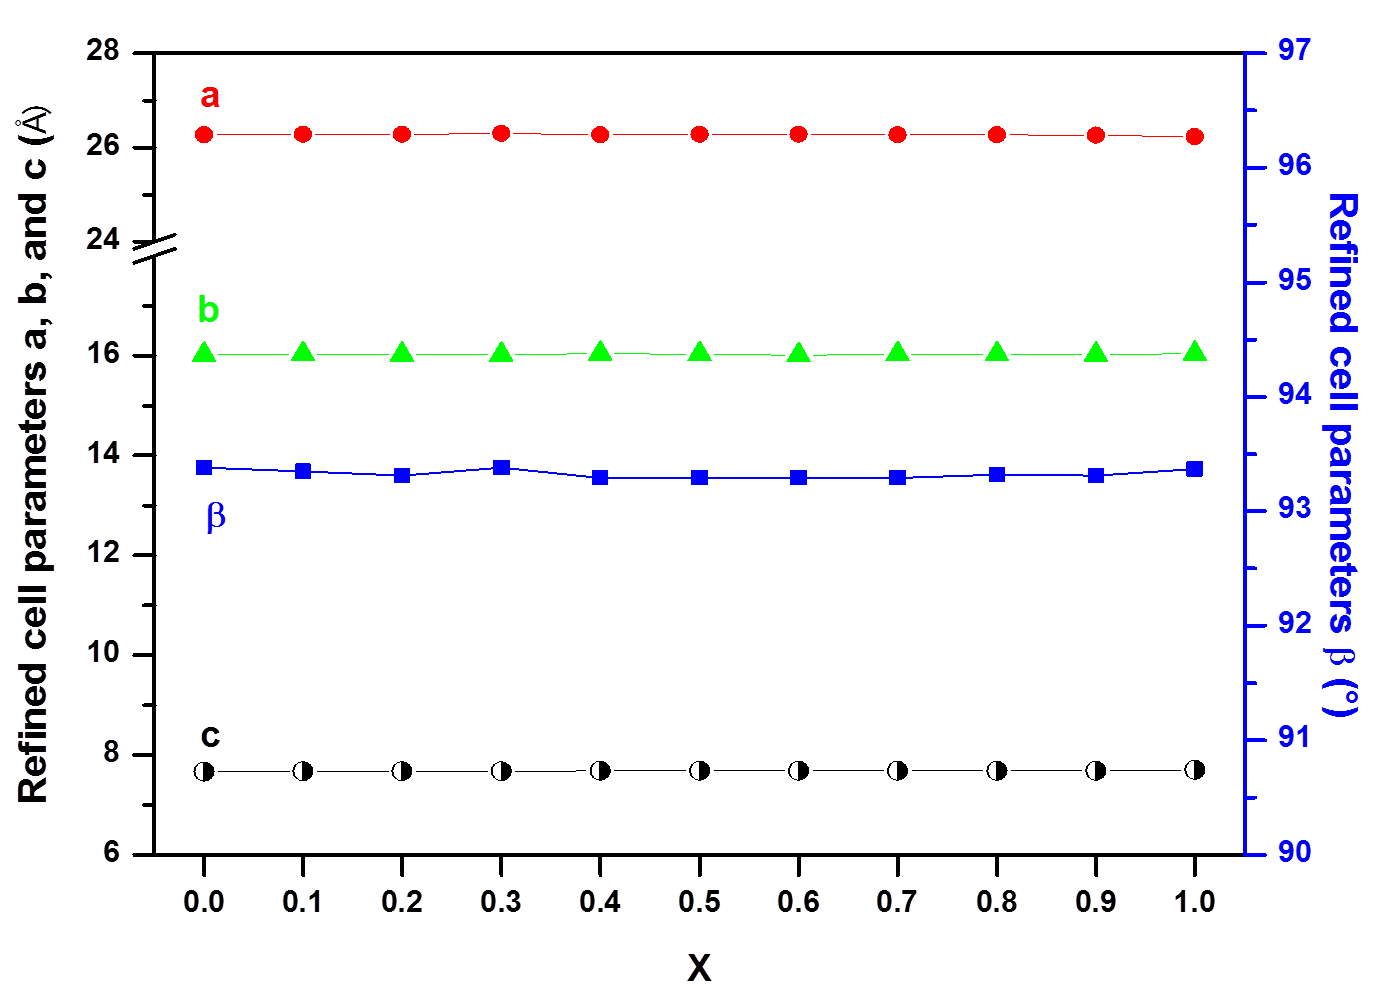 Refined cell parameters a, b, and c (Å)
28
26
24
16
14
12
10
8
6
a
b
β
c
97
96
95
94
93
92
91
90
Refined cell parameters β (°)
0.0 0.1 0.2 0.3 0.4 0.5 0.6 0.7 0.8 0.9 1.0
X